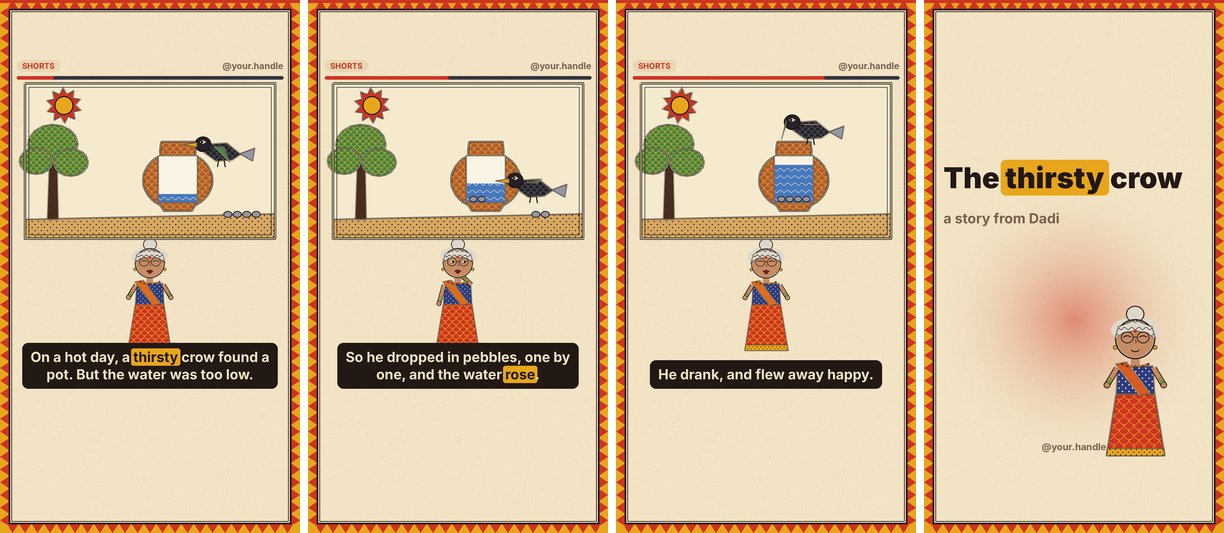 SHORTS @your.handle
On a hot day, a thirsty crow found a
pot. But the water was too low.
SHORTS @your.handle
So he dropped in pebbles, one by
one, and the water rose.
SHORTS @your.handle
He drank, and flew away happy.
The thirsty crow
a story from Dadi
@your.handle